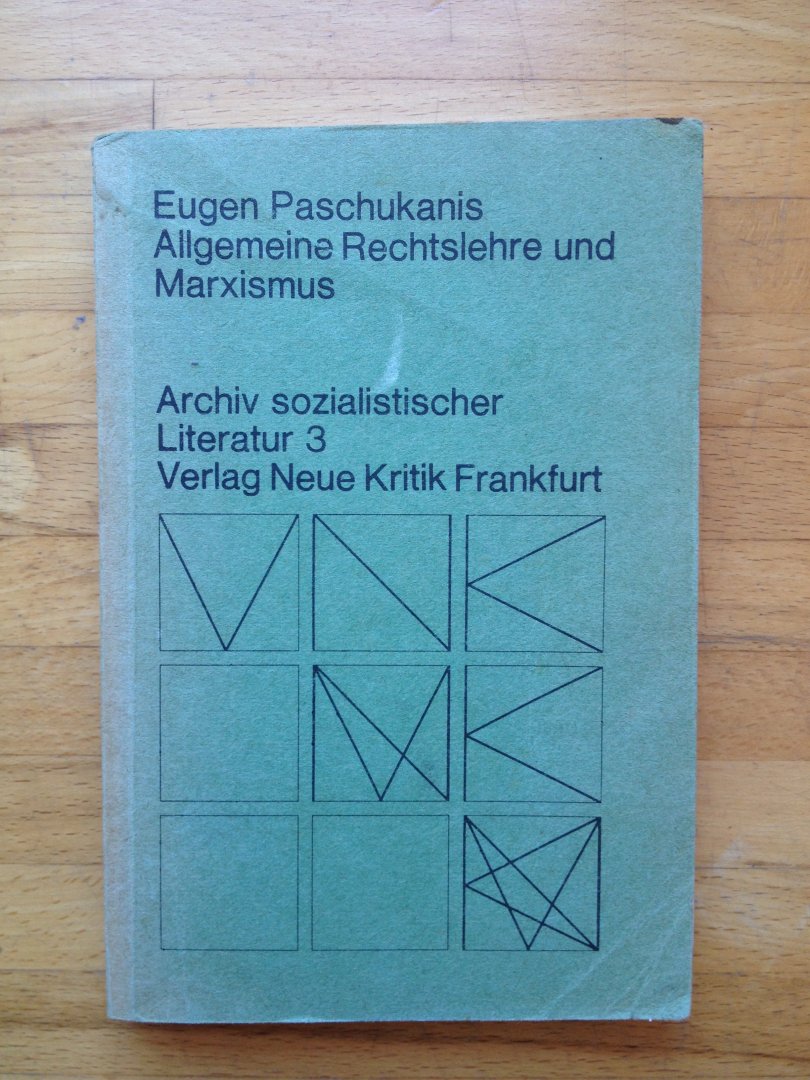 Eugen Paschukanis
Allgemeine Rechtslehre und
Marxismus
Archiv sozialistischer
Literatur 3
Verlag Neue Kritik Frankfurt